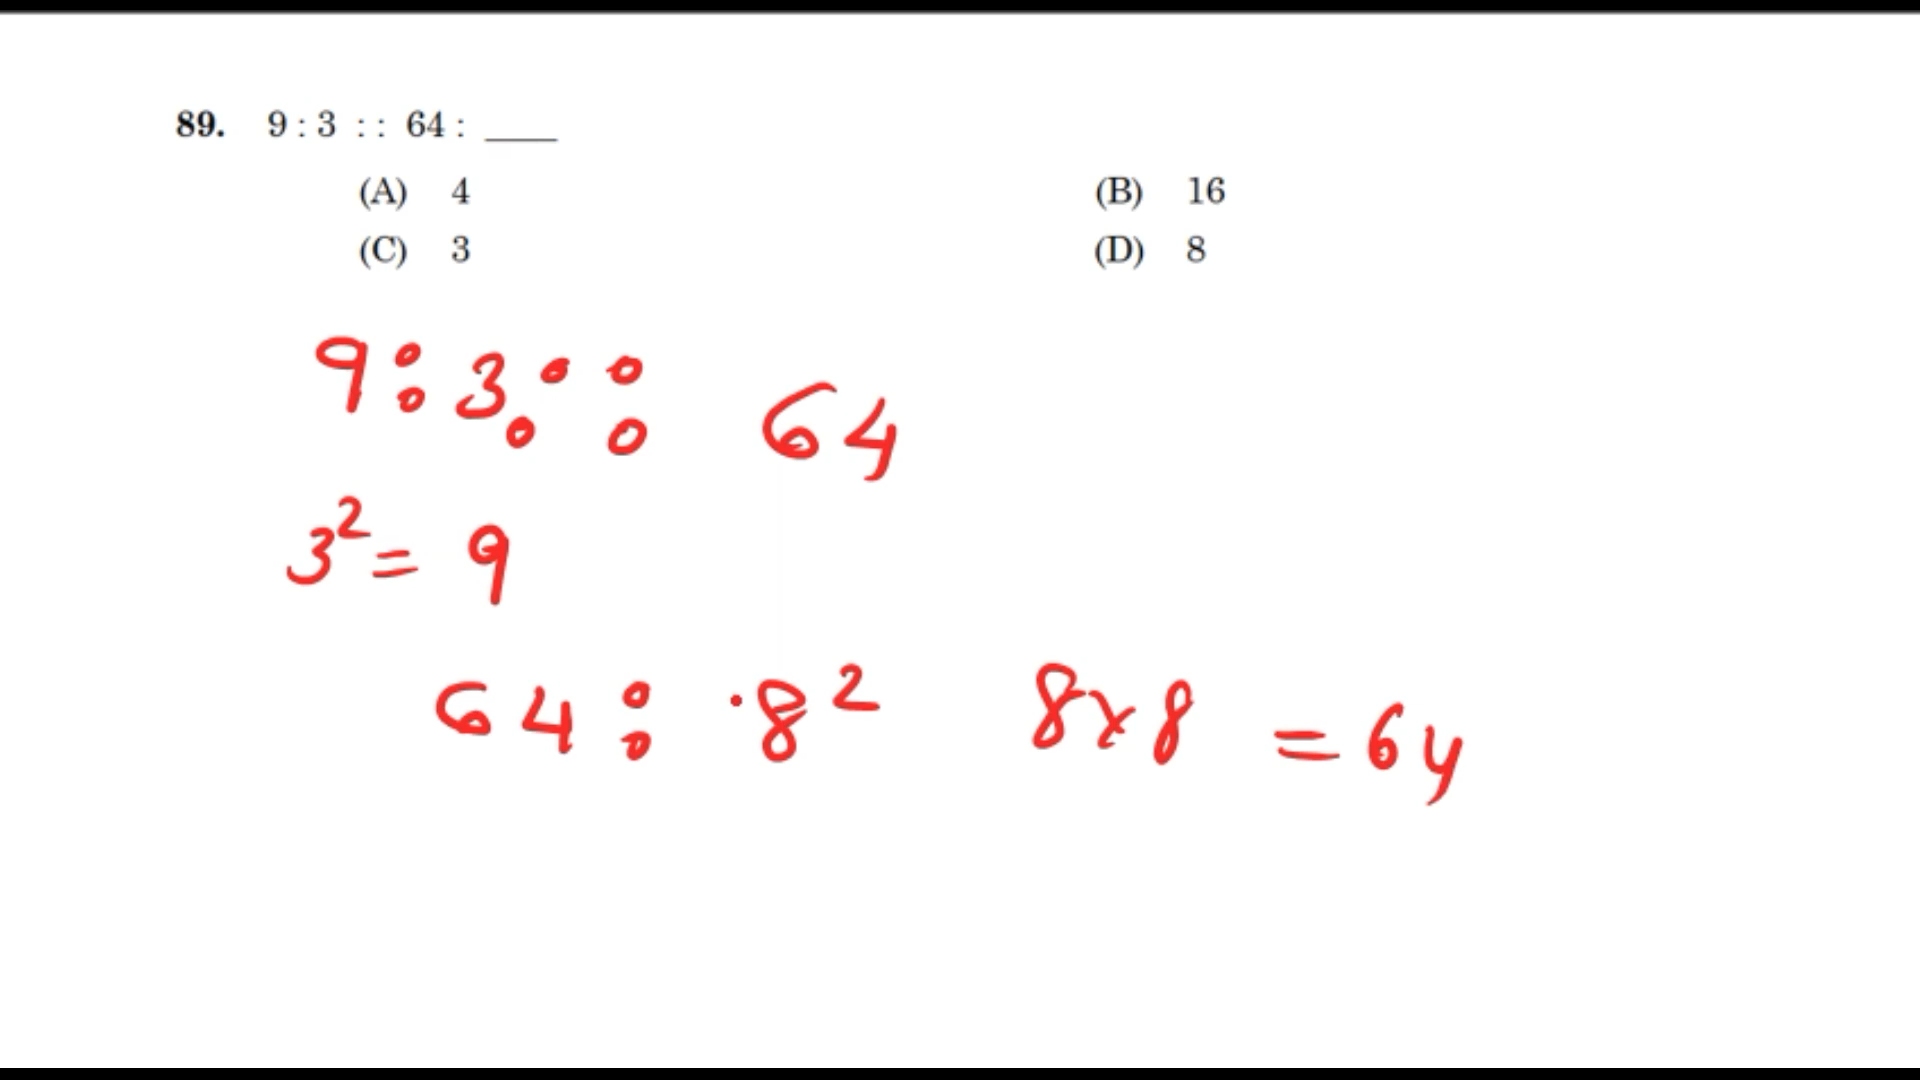 89. 9 : 3 : : 64 : ____
(A) 4 (B) 16
(C) 3 (D) 8
9 : 3 : : 64
3² = 9
64 : .8² 8x8 = 64